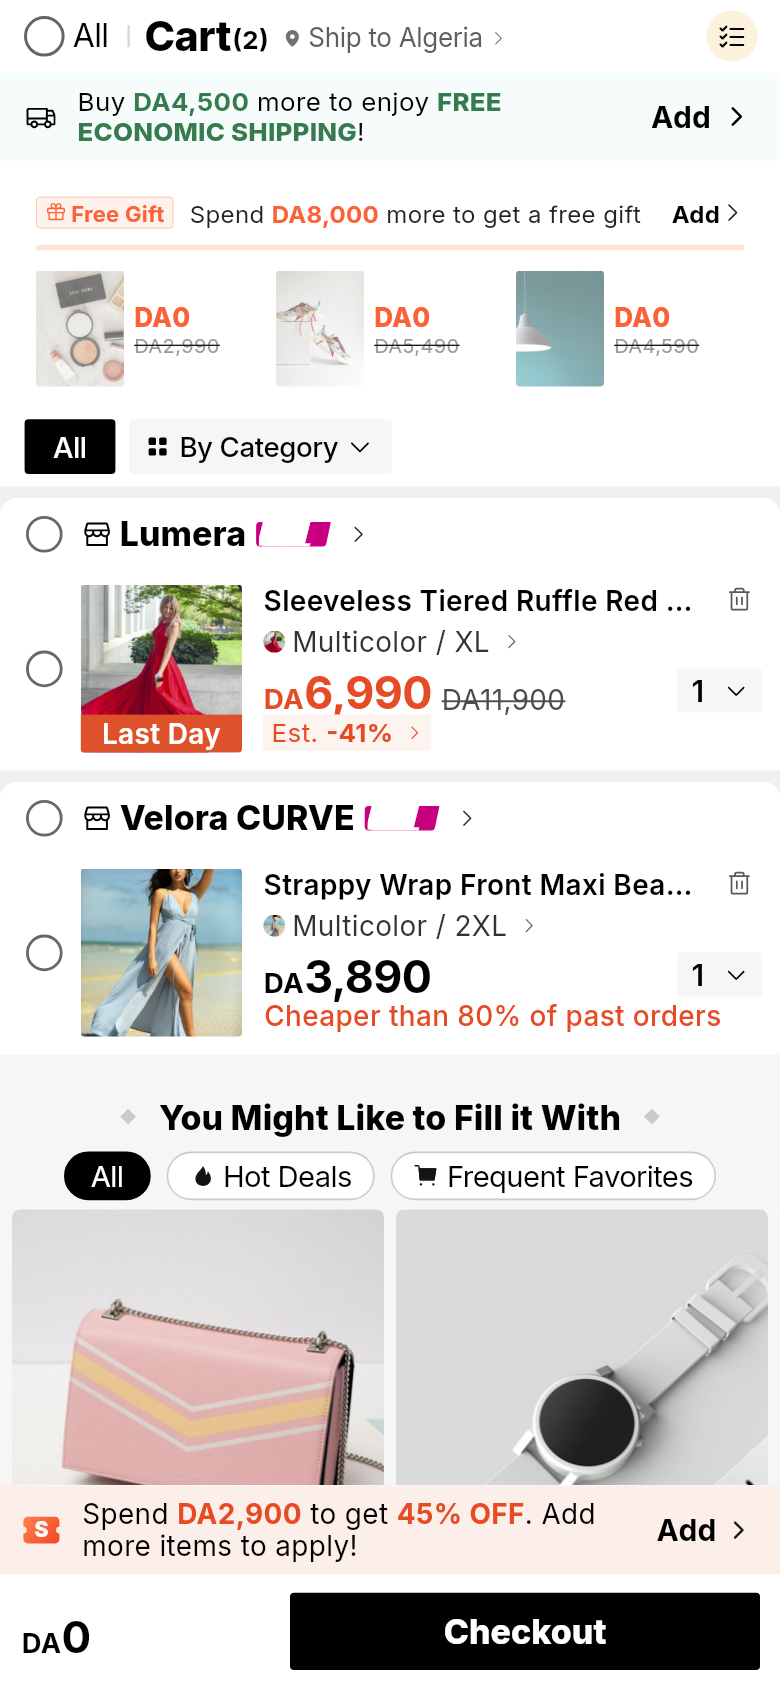 All
Cart(2)
Ship to Algeria
Buy DA4,500 more to enjoy FREE
ECONOMIC SHIPPING!
Add
Free Gift
Spend DA8,000 more to get a free gift
Add
DA0
DA2,990
DA0
DA5,490
DA0
DA4,590
All
By Category
Lumera
Sleeveless Tiered Ruffle Red ...
Multicolor / XL
DA6,990 DA11,900
1
Last Day
Est. -41%
Velora CURVE
Strappy Wrap Front Maxi Bea...
Multicolor / 2XL
DA3,890
1
Cheaper than 80% of past orders
You Might Like to Fill it With
All
Hot Deals
Frequent Favorites
S
Spend DA2,900 to get 45% OFF. Add
more items to apply!
Add
DA0
Checkout